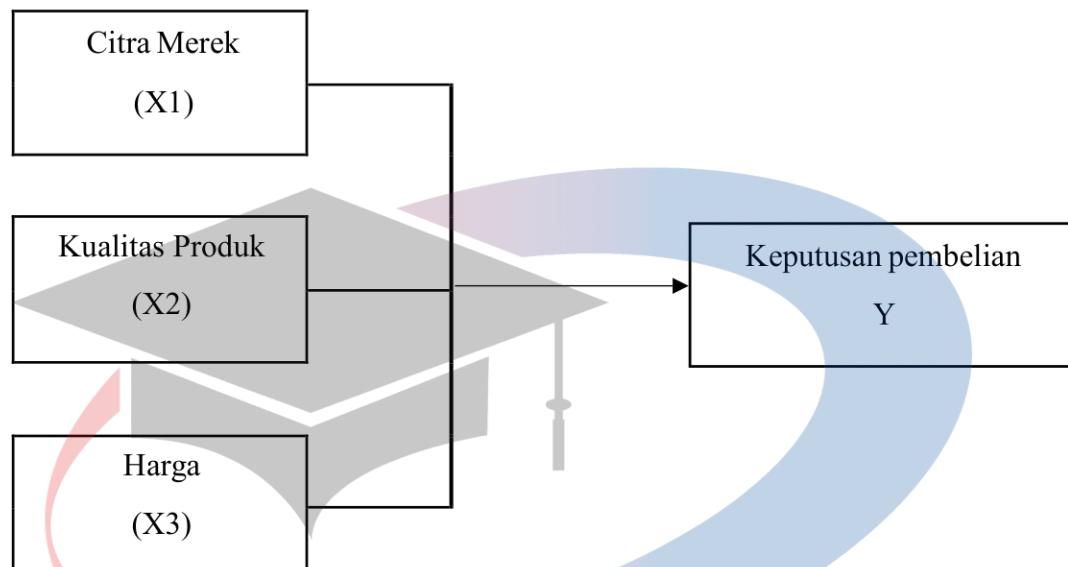 Citra Merek
(X1)
Kualitas Produk
(X2)
Harga
(X3)
Keputusan pembelian
Y